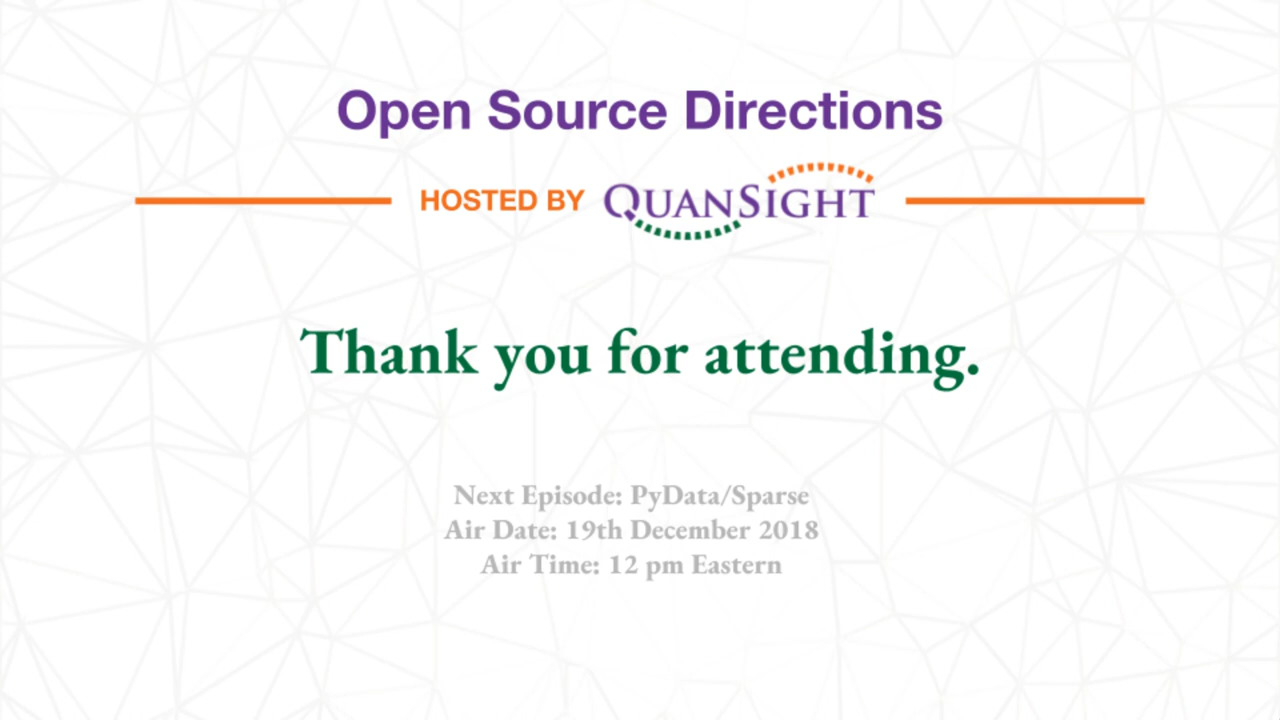 Open Source Directions
HOSTED BY QUANSIGHT
Thank you for attending.
Next Episode: PyData/Sparse
Air Date: 19th December 2018
Air Time: 12 pm Eastern